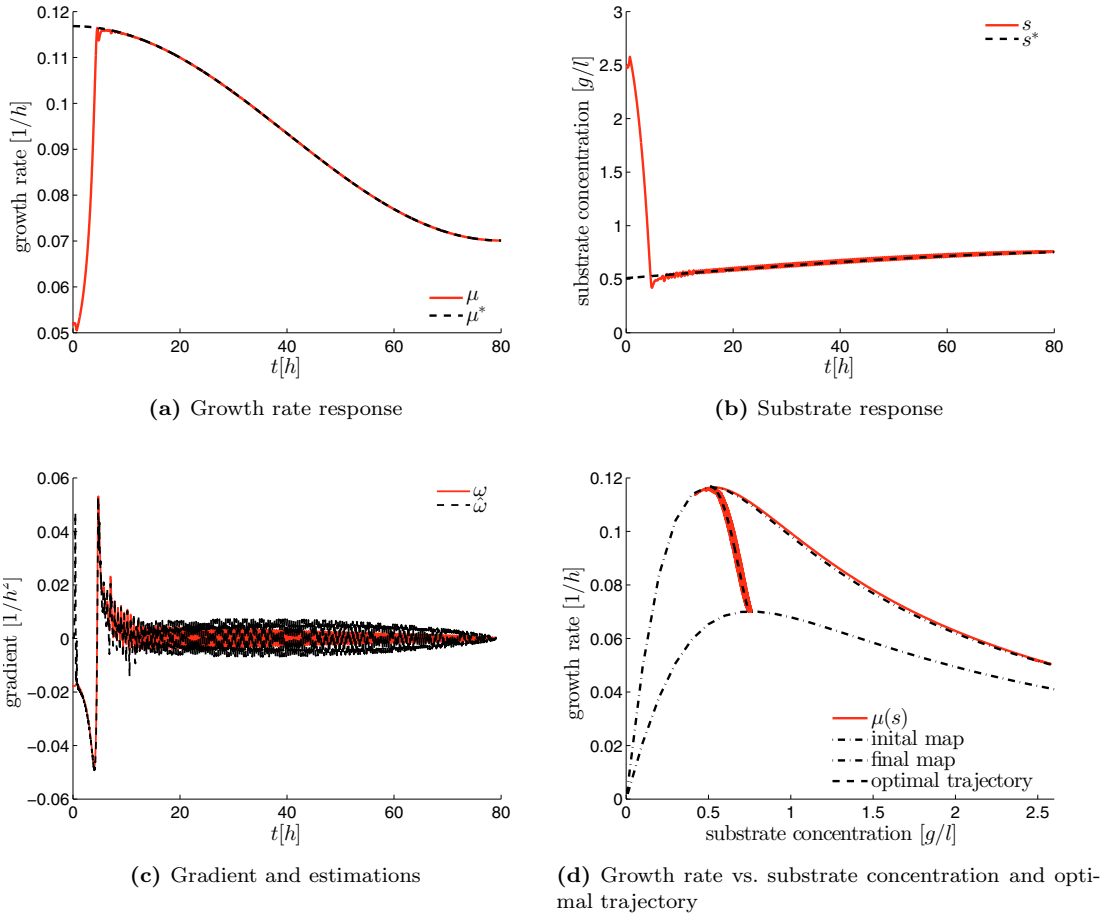 0.12
0.11
0.1
0.09
0.08
0.07
0.06
0.05
growth rate [1/h]
μ
μ*
0 20 40 60 80
t[h]
(a) Growth rate response
3
2.5
2
1.5
1
0.5
0
substrate concentration [g/l]
s
s*
0 20 40 60 80
t[h]
(b) Substrate response
0.06
0.04
0.02
0
−0.02
−0.04
−0.06
gradient [1/h²]
ω
ω̂
0 20 40 60 80
t[h]
(c) Gradient and estimations
0.12
0.1
0.08
0.06
0.04
0.02
0
growth rate [1/h]
μ(s)
inital map
final map
optimal trajectory
0 0.5 1 1.5 2 2.5
substrate concentration [g/l]
(d) Growth rate vs. substrate concentration and opti-
mal trajectory